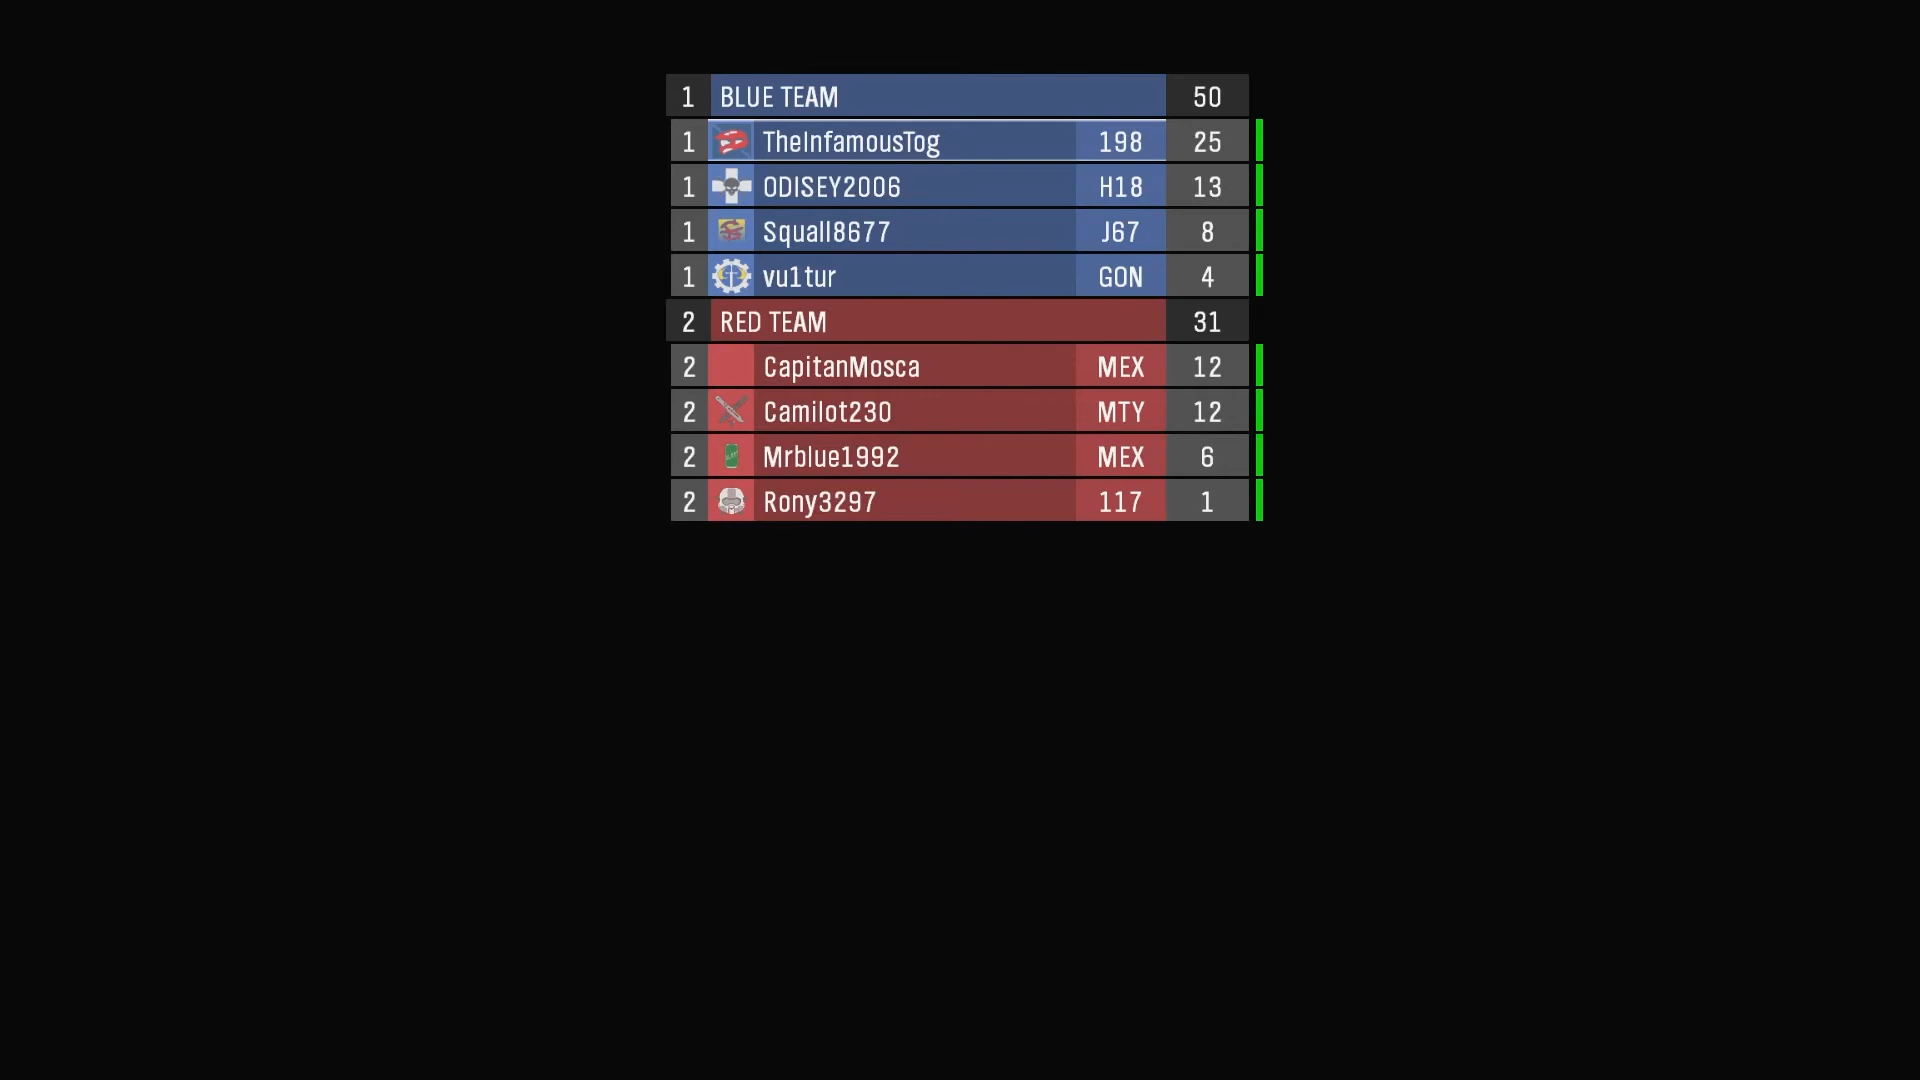 1 BLUE TEAM 50
1 TheInfamousTog 198 25
1 ODISEY2006 H18 13
1 Squall8677 J67 8
1 vu1tur GON 4
2 RED TEAM 31
2 CapitanMosca MEX 12
2 Camilot230 MTY 12
2 Mrblue1992 MEX 6
2 Rony3297 117 1